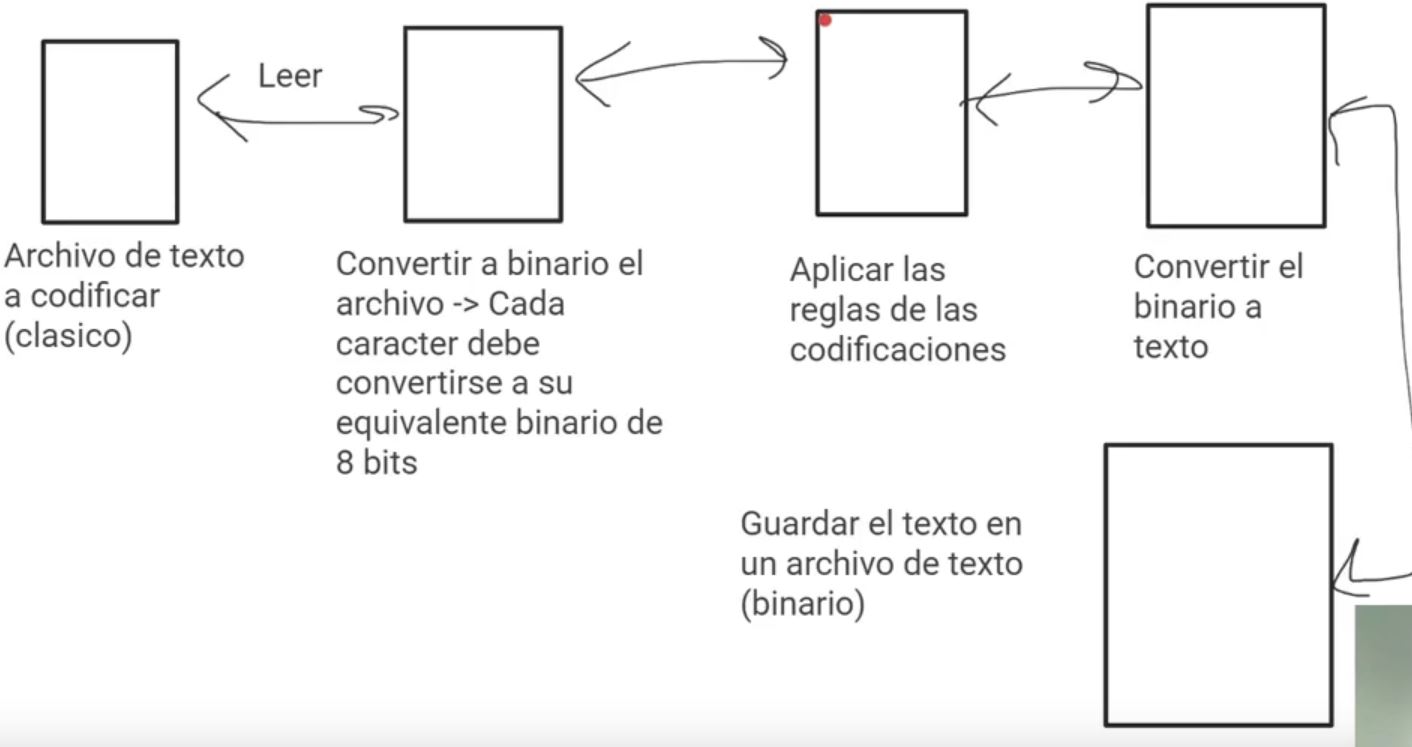 Leer
Archivo de texto
a codificar
(clasico)
Convertir a binario el
archivo -> Cada
caracter debe
convertirse a su
equivalente binario de
8 bits
Aplicar las
reglas de las
codificaciones
Convertir el
binario a
texto
Guardar el texto en
un archivo de texto
(binario)